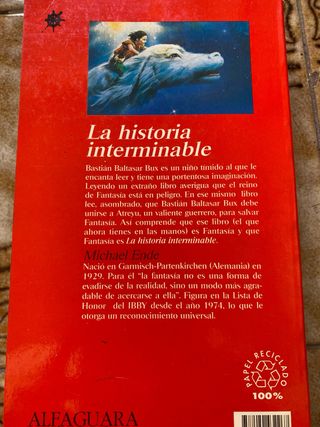 La historia
interminable
Bastián Baltasar Bux es un niño tímido al que le
encanta leer y tiene una portentosa imaginación.
Leyendo un extraño libro averigua que el reino
de Fantasía está en peligro. En ese mismo libro
lee, asombrado, que Bastián Baltasar Bux debe
unirse a Atreyu, un valiente guerrero, para salvar
Fantasía. Así comprende que ese libro (el que
ahora tienes en las manos) es Fantasía y que
Fantasía es La historia interminable.
Michael Ende
Nació en Garmisch-Partenkirchen (Alemania) en
1929. Para él "la fantasía no es una forma de
evadirse de la realidad, sino un modo más agra-
dable de acercarse a ella". Figura en la Lista de
Honor del IBBY desde el año 1974, lo que le
otorga un reconocimiento universal.
PAPEL RECICLADO
100%
ALFAGUARA